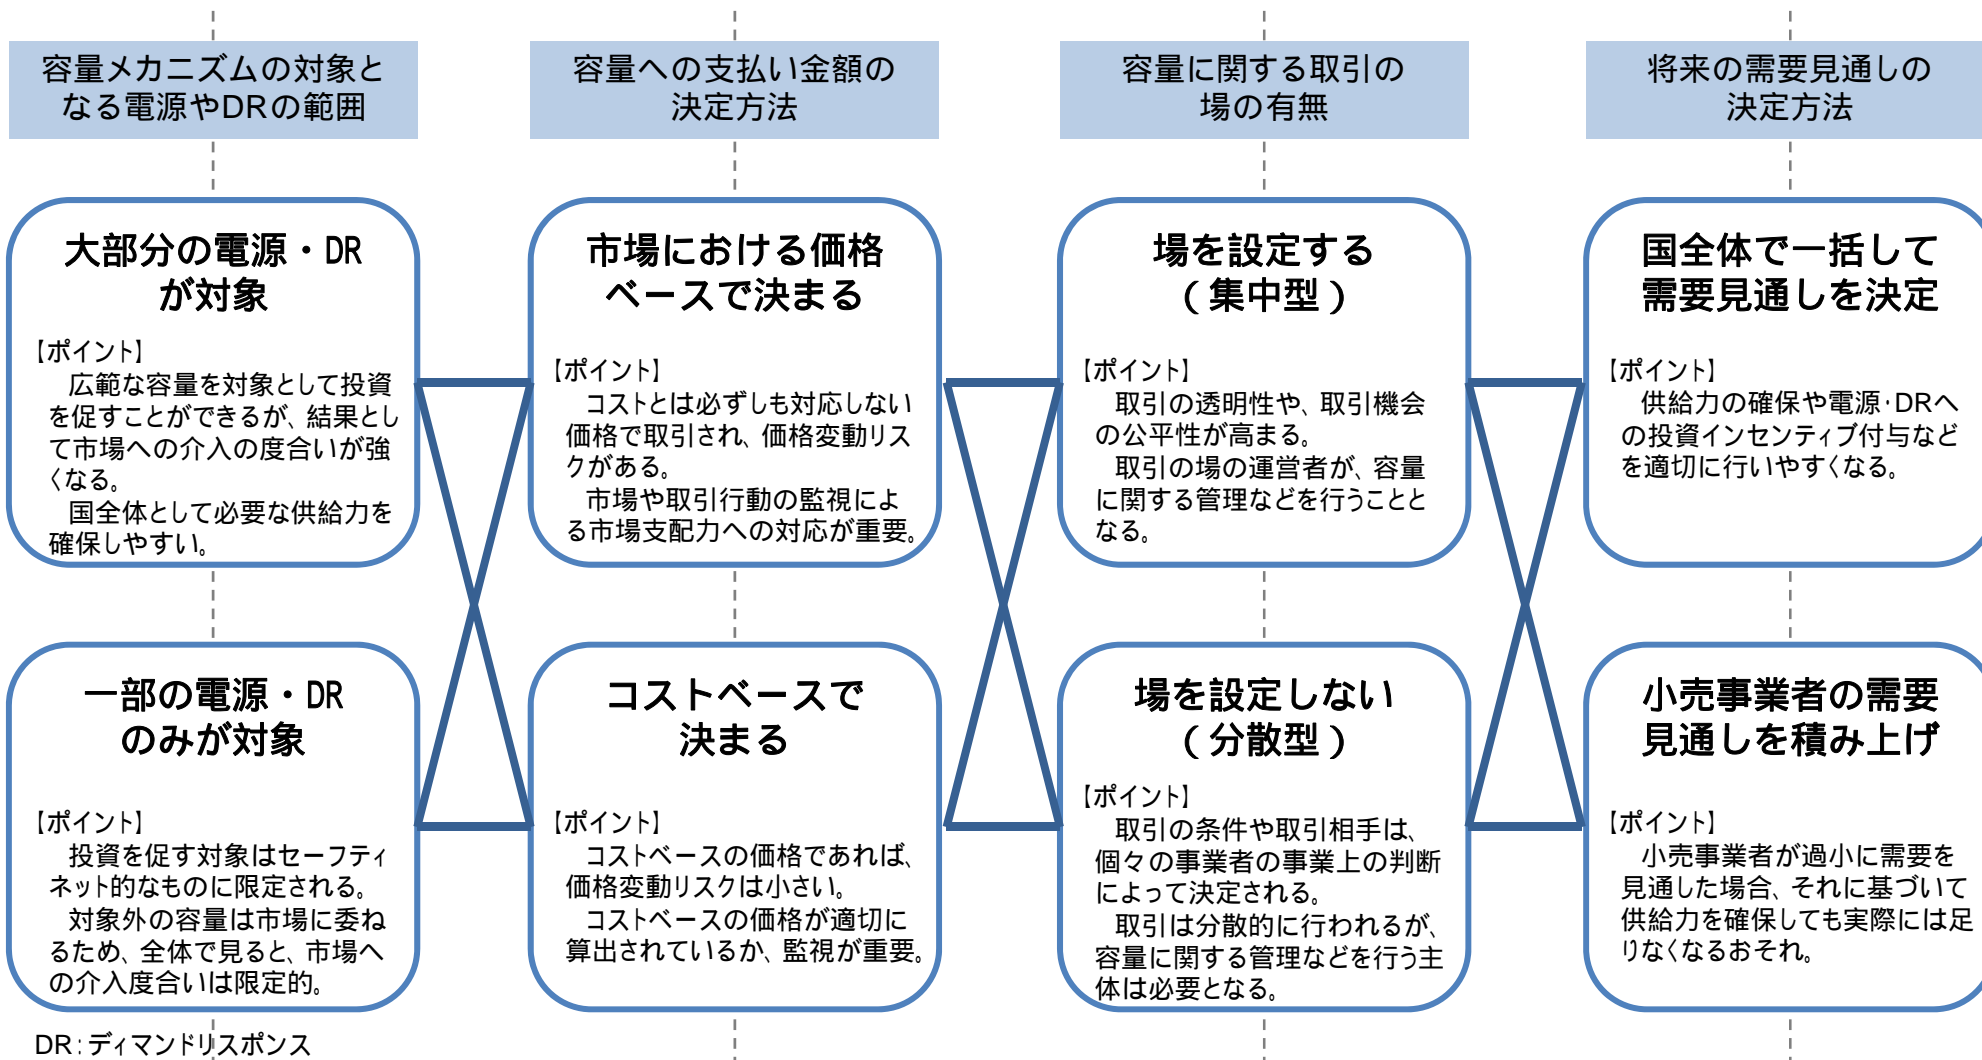 容量メカニズムの対象と
なる電源やDRの範囲
容量への支払い金額の
決定方法
容量に関する取引の
場の有無
将来の需要見通しの
決定方法
大部分の電源・DR
が対象
【ポイント】
広範な容量を対象として投資
を促すことができるが、結果とし
て市場への介入の度合いが強
くなる。
国全体として必要な供給力を
確保しやすい。
市場における価格
ベースで決まる
【ポイント】
コストとは必ずしも対応しない
価格で取引され、価格変動リス
クがある。
市場や取引行動の監視によ
る市場支配力への対応が重要。
場を設定する
（集中型）
【ポイント】
取引の透明性や、取引機会
の公平性が高まる。
取引の場の運営者が、容量
に関する管理などを行うことと
なる。
国全体で一括して
需要見通しを決定
【ポイント】
供給力の確保や電源・DRへ
の投資インセンティブ付与など
を適切に行いやすくなる。
一部の電源・DR
のみが対象
【ポイント】
投資を促す対象はセーフティ
ネット的なものに限定される。
対象外の容量は市場に委ね
るため、全体で見ると、市場へ
の介入度合いは限定的。
コストベースで
決まる
【ポイント】
コストベースの価格であれば、
価格変動リスクは小さい。
コストベースの価格が適切に
算出されているか、監視が重要。
場を設定しない
（分散型）
【ポイント】
取引の条件や取引相手は、
個々の事業者の事業上の判断
によって決定される。
取引は分散的に行われるが、
容量に関する管理などを行う主
体は必要となる。
小売事業者の需要
見通しを積み上げ
【ポイント】
小売事業者が過小に需要を
見通した場合、それに基づいて
供給力を確保しても実際には足
りなくなるおそれ。
DR：ディマンドリスポンス